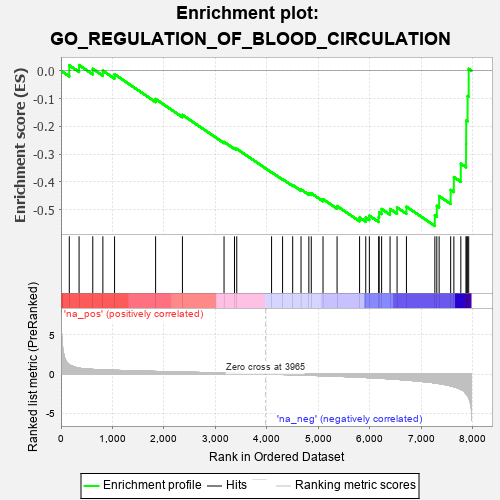 Enrichment plot:
GO_REGULATION_OF_BLOOD_CIRCULATION
Enrichment score (ES)
0.0
-0.1
-0.2
-0.3
-0.4
-0.5
'na_pos' (positively correlated)
Ranked list metric (PreRanked)
5
0
-5
Zero cross at 3965
'na_neg' (negatively correlated)
0
1,000
2,000
3,000
4,000
5,000
6,000
7,000
8,000
Rank in Ordered Dataset
Enrichment profile
Hits
Ranking metric scores